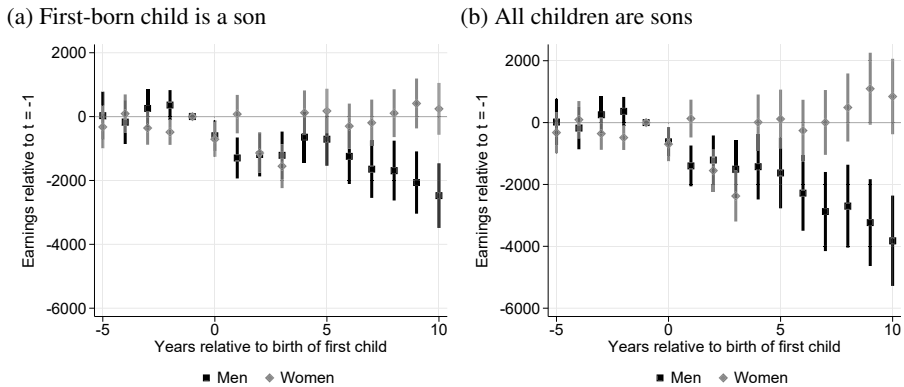 (a) First-born child is a son
Earnings relative to t = -1
2000
0
-2000
-4000
-6000
-5
0
5
10
Years relative to birth of first child
Men
Women
(b) All children are sons
Earnings relative to t = -1
2000
0
-2000
-4000
-6000
-5
0
5
10
Years relative to birth of first child
Men
Women